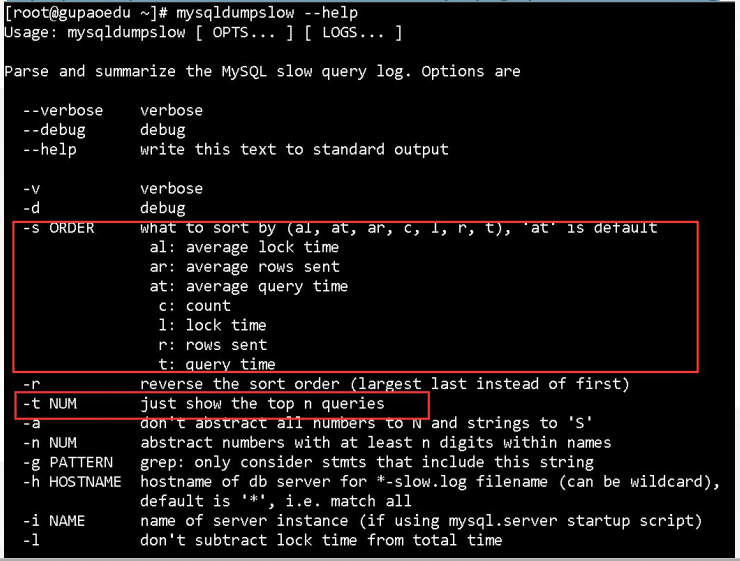 [root@gupaoedu ~]# mysqldumpslow --help
Usage: mysqldumpslow [ OPTS... ] [ LOGS... ]
Parse and summarize the MySQL slow query log. Options are
--verbose    verbose
--debug      debug
--help       write this text to standard output
-v           verbose
-d           debug
-s ORDER     what to sort by (al, at, ar, c, l, r, t), 'at' is default
al: average lock time
ar: average rows sent
at: average query time
c: count
l: lock time
r: rows sent
t: query time
-r           reverse the sort order (largest last instead of first)
-t NUM       just show the top n queries
-a           don't abstract all numbers to N and strings to 'S'
-n NUM       abstract numbers with at least n digits within names
-g PATTERN   grep: only consider stmts that include this string
-h HOSTNAME  hostname of db server for *-slow.log filename (can be wildcard),
default is '*', i.e. match all
-i NAME      name of server instance (if using mysql.server startup script)
-l           don't subtract lock time from total time